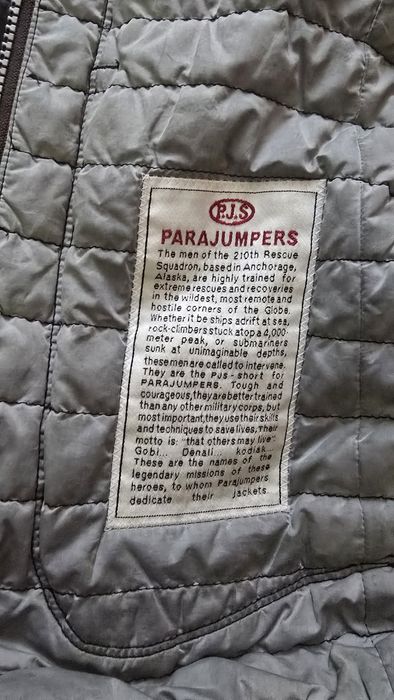 P.J.S
PARAJUMPERS
The men of the 210th Rescue
Squadron, based in Anchorage,
Alaska, are highly trained for
extreme rescues and recoveries
in the wildest, most remote and
hostile corners of the Globe.
Whether it be ships adrift at sea,
rock-climbers stuck atop a 4,000-
meter peak, or submariners
sunk at unimaginable depths,
these men are called to intervene.
They are the PJs - short for
PARAJUMPERS. Tough and
courageous, they are better trained
than any other military corps, but
most important, they use their skills
and techniques to save lives. Their
motto is: "that others may live".
Gobi... Denali... kodiak...
These are the names of the
legendary missions of these
heroes, to whom Parajumpers
dedicate their jackets.